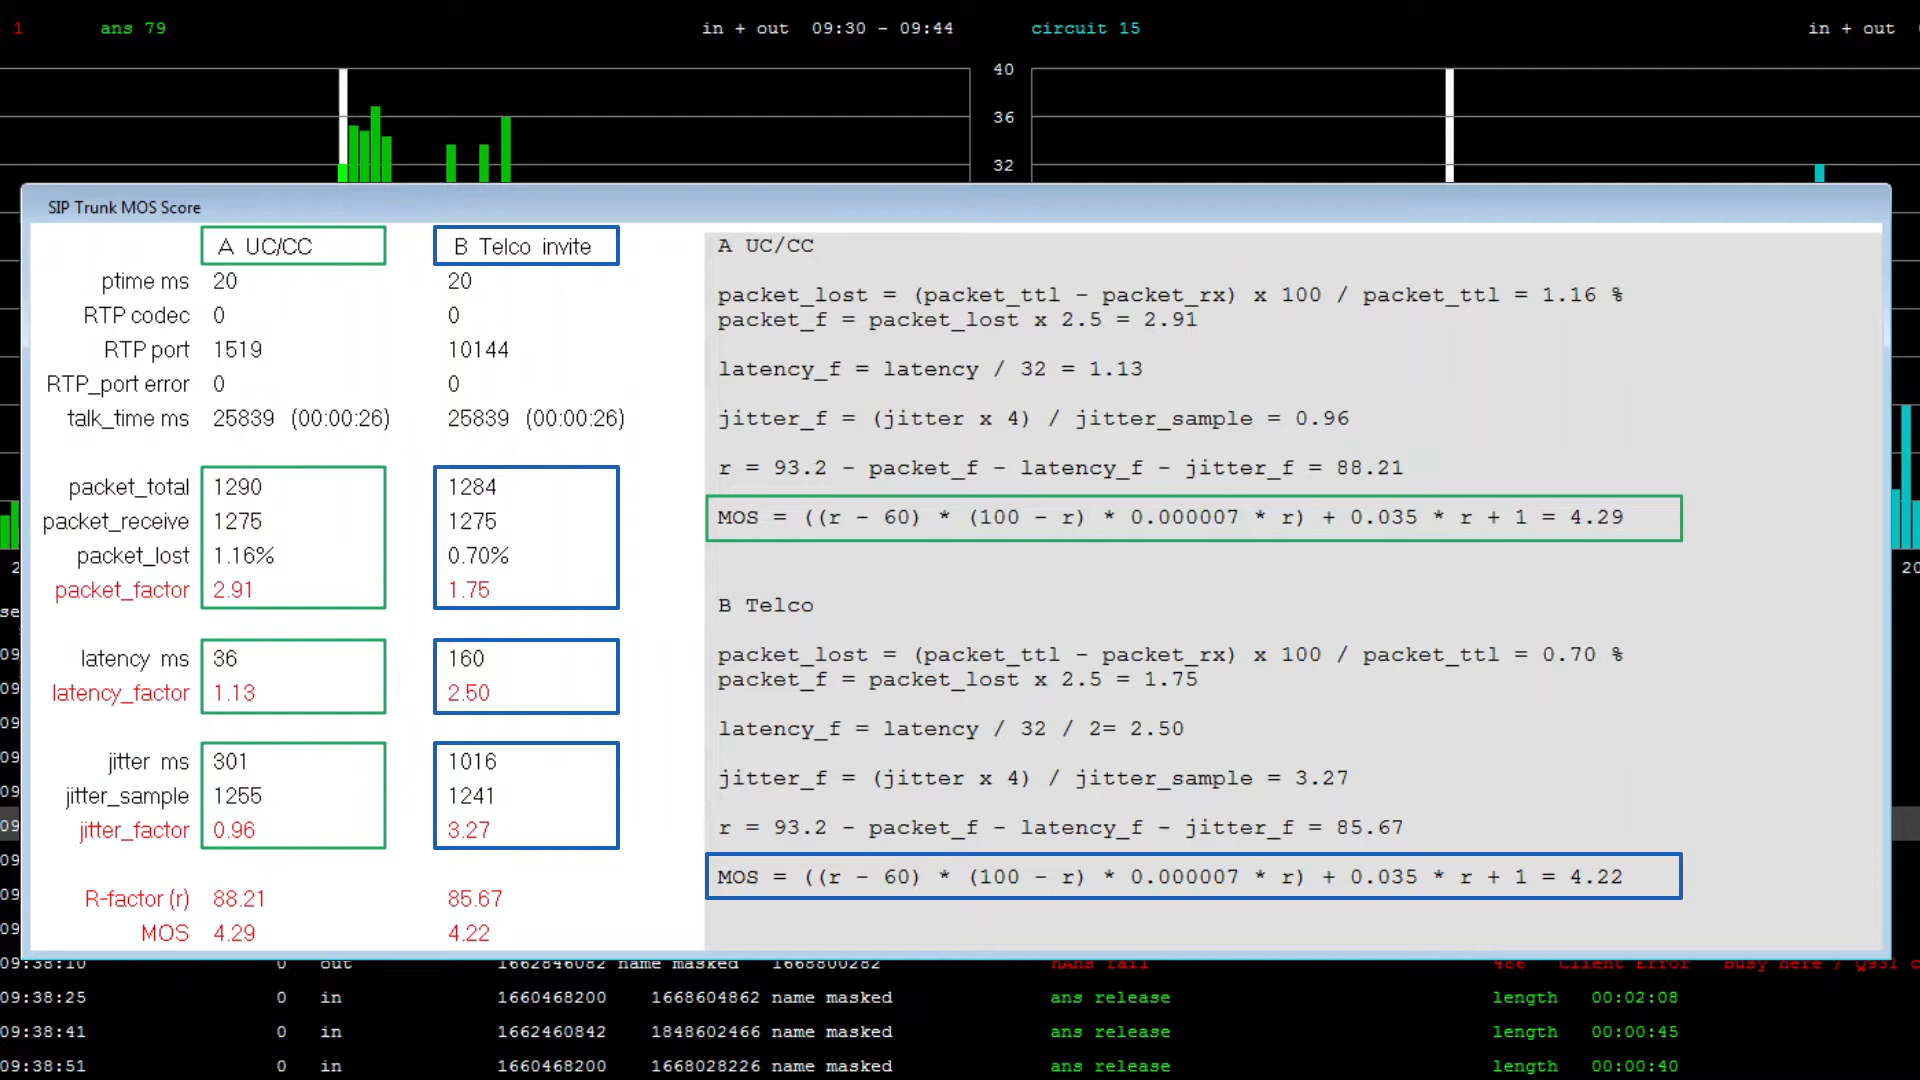 1 ans 79 in + out 09:30 - 09:44 circuit 15 in + out
40
36
32
SIP Trunk MOS Score
A UC/CC B Telco invite
ptime ms 20 20
RTP codec 0 0
RTP port 1519 10144
RTP_port error 0 0
talk_time ms 25839 (00:00:26) 25839 (00:00:26)
packet_total 1290 1284
packet_receive 1275 1275
packet_lost 1.16% 0.70%
packet_factor 2.91 1.75
latency ms 36 160
latency_factor 1.13 2.50
jitter ms 301 1016
jitter_sample 1255 1241
jitter_factor 0.96 3.27
R-factor (r) 88.21 85.67
MOS 4.29 4.22
A UC/CC
packet_lost = (packet_ttl - packet_rx) x 100 / packet_ttl = 1.16 %
packet_f = packet_lost x 2.5 = 2.91
latency_f = latency / 32 = 1.13
jitter_f = (jitter x 4) / jitter_sample = 0.96
r = 93.2 - packet_f - latency_f - jitter_f = 88.21
MOS = ((r - 60) * (100 - r) * 0.000007 * r) + 0.035 * r + 1 = 4.29
B Telco
packet_lost = (packet_ttl - packet_rx) x 100 / packet_ttl = 0.70 %
packet_f = packet_lost x 2.5 = 1.75
latency_f = latency / 32 / 2= 2.50
jitter_f = (jitter x 4) / jitter_sample = 3.27
r = 93.2 - packet_f - latency_f - jitter_f = 85.67
MOS = ((r - 60) * (100 - r) * 0.000007 * r) + 0.035 * r + 1 = 4.22
09:38:10 0 out 1662846082 name masked 1668800282
09:38:25 0 in 1660468200 1668604862 name masked ans release length 00:02:08
09:38:41 0 in 1662460842 1848602466 name masked ans release length 00:00:45
09:38:51 0 in 1660468200 1668028226 name masked ans release length 00:00:40